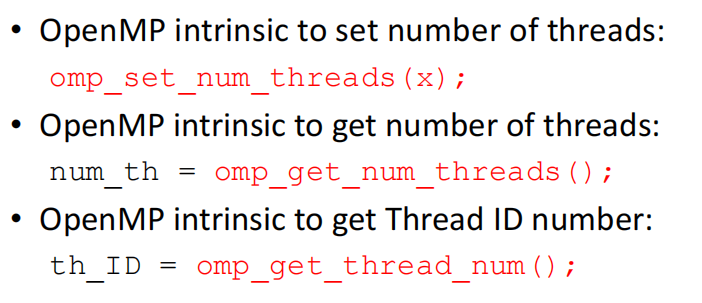 • OpenMP intrinsic to set number of threads:
omp_set_num_threads(x);
• OpenMP intrinsic to get number of threads:
num_th = omp_get_num_threads();
• OpenMP intrinsic to get Thread ID number:
th_ID = omp_get_thread_num();